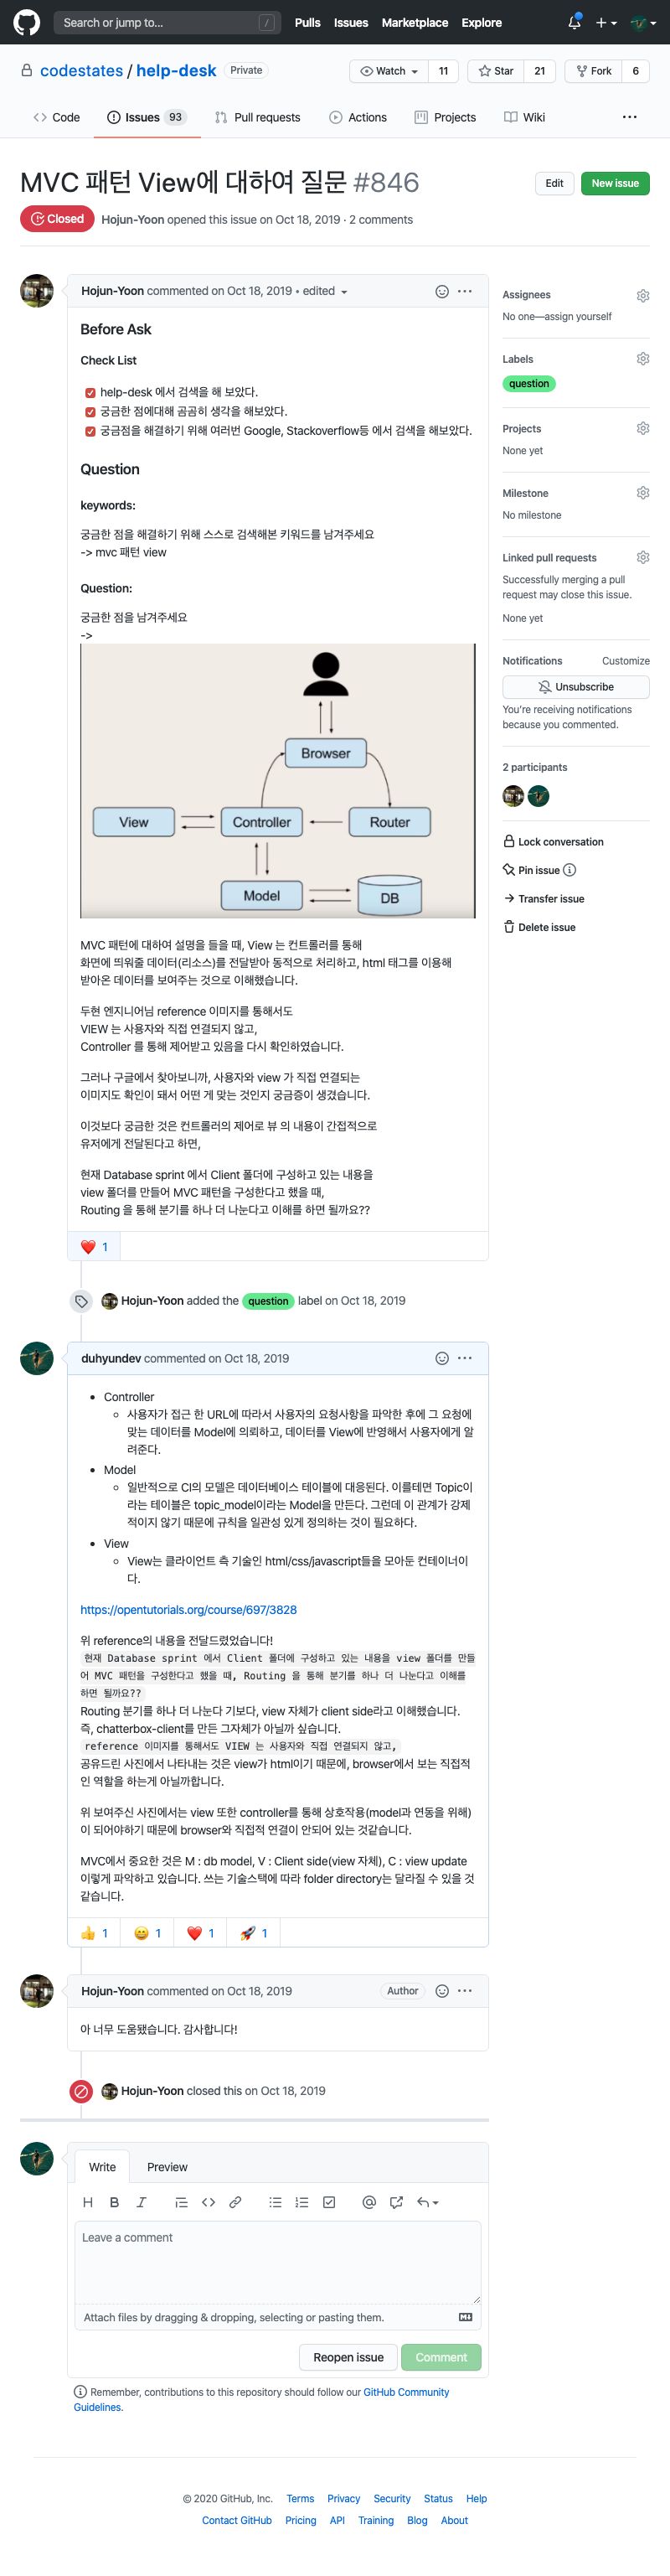 Search or jump to...
/
Pulls
Issues
Marketplace
Explore
codestates / help-desk
Private
Watch
11
Star
21
Fork
6
Code
Issues 93
Pull requests
Actions
Projects
Wiki
MVC 패턴 View에 대하여 질문 #846
Edit
New issue
Closed
Hojun-Yoon opened this issue on Oct 18, 2019 · 2 comments
Hojun-Yoon commented on Oct 18, 2019 • edited
Before Ask
Check List
help-desk 에서 검색을 해 보았다.
궁금한 점에대해 곰곰히 생각을 해보았다.
궁금점을 해결하기 위해 여러번 Google, Stackoverflow등 에서 검색을 해보았다.
Question
keywords:
궁금한 점을 해결하기 위해 스스로 검색해본 키워드를 남겨주세요
-> mvc 패턴 view
Question:
궁금한 점을 남겨주세요
->
Browser
View
Controller
Router
Model
DB
MVC 패턴에 대하여 설명을 들을 때, View 는 컨트롤러를 통해
화면에 띄워줄 데이터(리소스)를 전달받아 동적으로 처리하고, html 태그를 이용해
받아온 데이터를 보여주는 것으로 이해했습니다.
두현 엔지니어님 reference 이미지를 통해서도
VIEW 는 사용자와 직접 연결되지 않고,
Controller 를 통해 제어받고 있음을 다시 확인하였습니다.
그러나 구글에서 찾아보니까, 사용자와 view 가 직접 연결되는
이미지도 확인이 돼서 어떤 게 맞는 것인지 궁금증이 생겼습니다.
이것보다 궁금한 것은 컨트롤러의 제어로 뷰 의 내용이 간접적으로
유저에게 전달된다고 하면,
현재 Database sprint 에서 Client 폴더에 구성하고 있는 내용을
view 폴더를 만들어 MVC 패턴을 구성한다고 했을 때,
Routing 을 통해 분기를 하나 더 나눈다고 이해를 하면 될까요??
1
Assignees
No one—assign yourself
Labels
question
Projects
None yet
Milestone
No milestone
Linked pull requests
Successfully merging a pull
request may close this issue.
None yet
Notifications
Customize
Unsubscribe
You're receiving notifications
because you commented.
2 participants
Lock conversation
Pin issue
Transfer issue
Delete issue
Hojun-Yoon added the question label on Oct 18, 2019
duhyundev commented on Oct 18, 2019
Controller
사용자가 접근 한 URL에 따라서 사용자의 요청사항을 파악한 후에 그 요청에
맞는 데이터를 Model에 의뢰하고, 데이터를 View에 반영해서 사용자에게 알
려준다.
Model
일반적으로 CI의 모델은 데이터베이스 테이블에 대응된다. 이를테면 Topic이
라는 테이블은 topic_model이라는 Model을 만든다. 그런데 이 관계가 강제
적이지 않기 때문에 규칙을 일관성 있게 정의하는 것이 필요하다.
View
View는 클라이언트 측 기술인 html/css/javascript들을 모아둔 컨테이너이
다.
https://opentutorials.org/course/697/3828
위 reference의 내용을 전달드렸었습니다!
현재 Database sprint 에서 Client 폴더에 구성하고 있는 내용을 view 폴더를 만들
어 MVC 패턴을 구성한다고 했을 때, Routing 을 통해 분기를 하나 더 나눈다고 이해를
하면 될까요??
Routing 분기를 하나 더 나눈다 기보다, view 자체가 client side라고 이해했습니다.
즉, chatterbox-client를 만든 그자체가 아닐까 싶습니다.
reference 이미지를 통해서도 VIEW 는 사용자와 직접 연결되지 않고,
공유드린 사진에서 나타내는 것은 view가 html이기 때문에, browser에서 보는 직접적
인 역할을 하는게 아닐까합니다.
위 보여주신 사진에서는 view 또한 controller를 통해 상호작용(model과 연동을 위해)
이 되어야하기 때문에 browser와 직접적 연결이 안되어 있는 것같습니다.
MVC에서 중요한 것은 M : db model, V : Client side(view 자체), C : view update
이렇게 파악하고 있습니다. 쓰는 기술스택에 따라 folder directory는 달라질 수 있을 것
같습니다.
1
1
1
1
Hojun-Yoon commented on Oct 18, 2019
Author
아 너무 도움됐습니다. 감사합니다!
Hojun-Yoon closed this on Oct 18, 2019
Write
Preview
Leave a comment
Attach files by dragging & dropping, selecting or pasting them.
Reopen issue
Comment
Remember, contributions to this repository should follow our GitHub Community
Guidelines.
© 2020 GitHub, Inc.
Terms
Privacy
Security
Status
Help
Contact GitHub
Pricing
API
Training
Blog
About